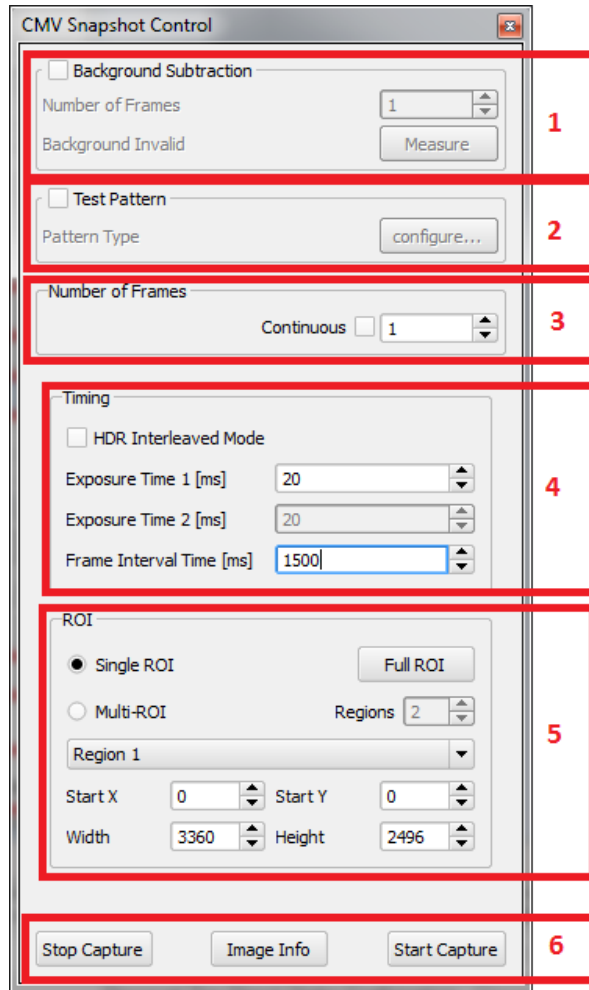 CMV Snapshot Control
Background Subtraction
Number of Frames 1
Background Invalid Measure
1
Test Pattern
Pattern Type configure...
2
Number of Frames
Continuous 1
3
Timing
HDR Interleaved Mode
Exposure Time 1 [ms] 20
Exposure Time 2 [ms] 20
Frame Interval Time [ms] 1500
4
ROI
Single ROI Full ROI
Multi-ROI Regions 2
Region 1
Start X 0 Start Y 0
Width 3360 Height 2496
5
Stop Capture Image Info Start Capture
6